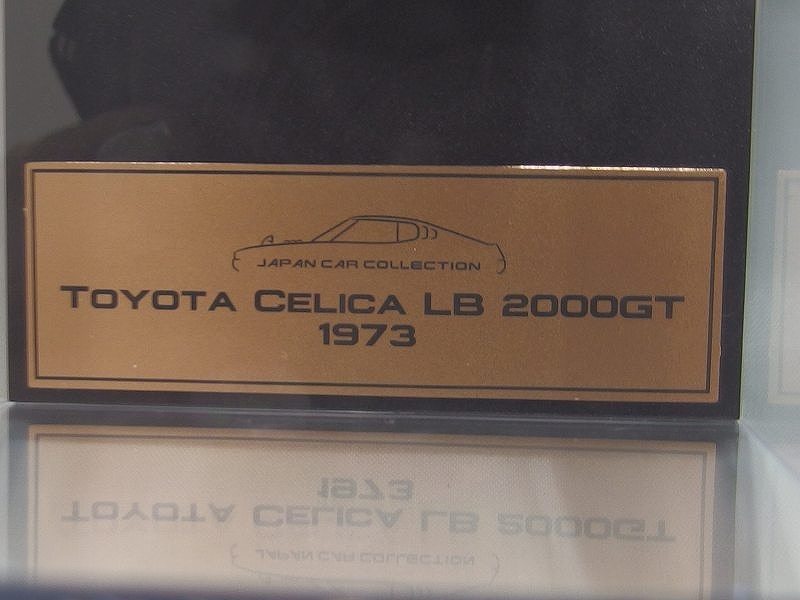 JAPAN CAR COLLECTION
TOYOTA CELICA LB 2000GT
1973